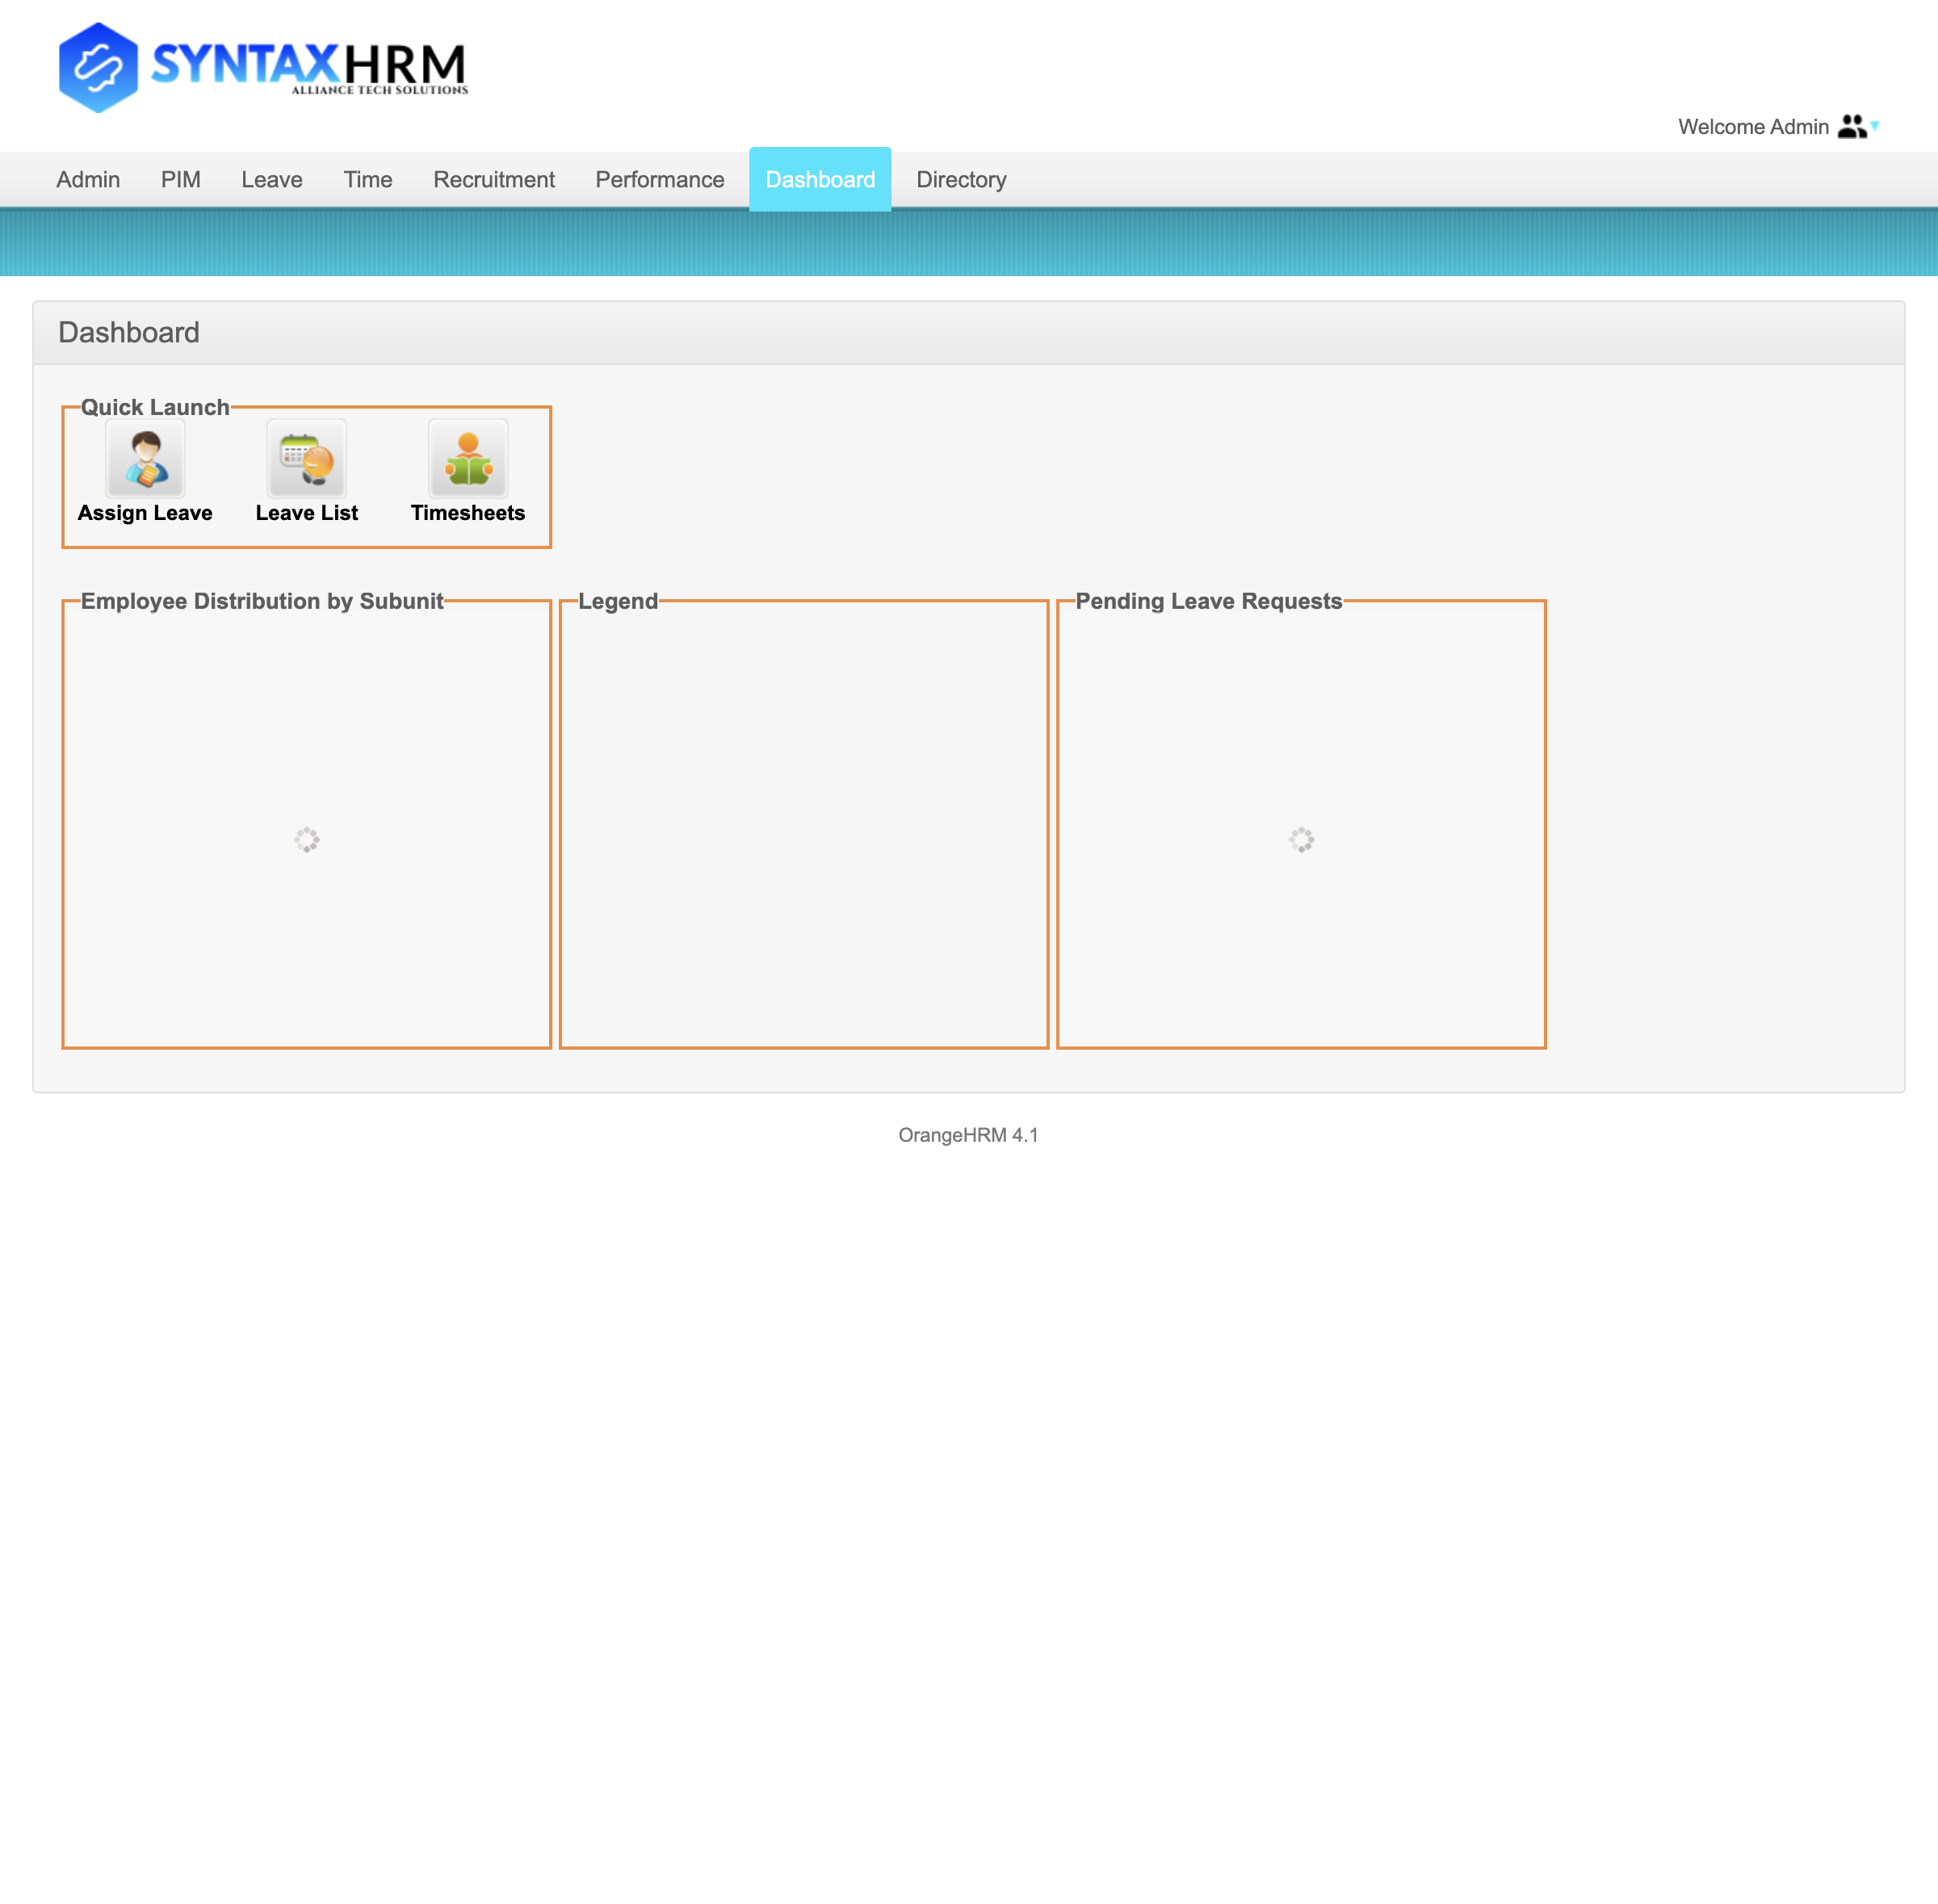 SYNTAXHRM
ALLIANCE TECH SOLUTIONS
Welcome Admin
Admin PIM Leave Time Recruitment Performance Dashboard Directory
Dashboard
Quick Launch
Assign Leave Leave List Timesheets
Employee Distribution by Subunit Legend Pending Leave Requests
OrangeHRM 4.1